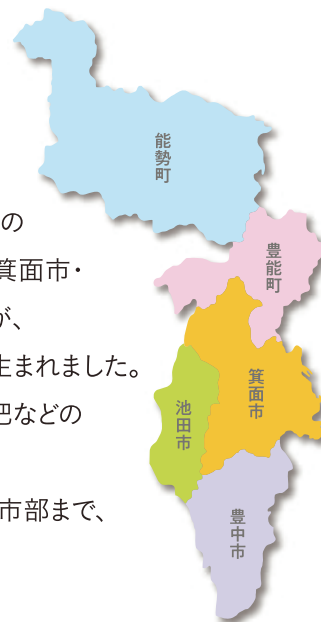 能勢町
豊能町
の
箕面市・
が、
生まれました。
箕面市
池田市
肥などの
市部まで、
豊中市